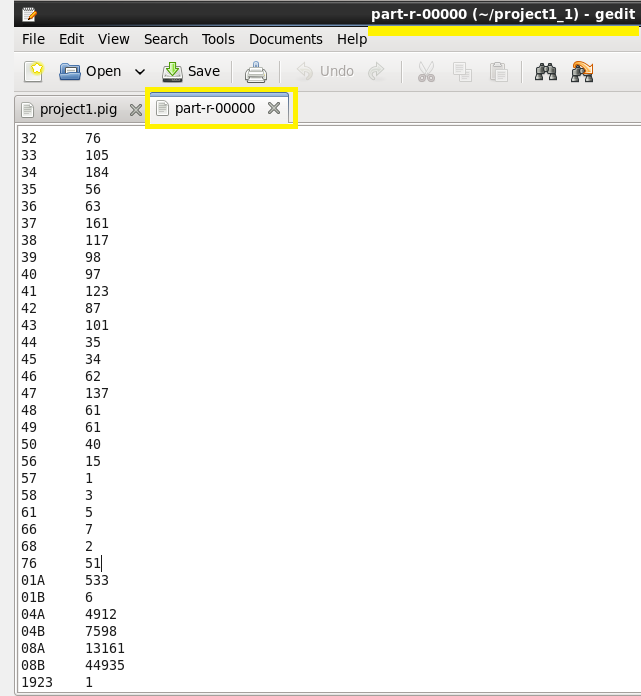 part-r-00000 (~/project1_1) - gedit
File Edit View Search Tools Documents Help
Open Save Undo
project1.pig part-r-00000
32 76
33 105
34 184
35 56
36 63
37 161
38 117
39 98
40 97
41 123
42 87
43 101
44 35
45 34
46 62
47 137
48 61
49 61
50 40
56 15
57 1
58 3
61 5
66 7
68 2
76 51
01A 533
01B 6
04A 4912
04B 7598
08A 13161
08B 44935
1923 1